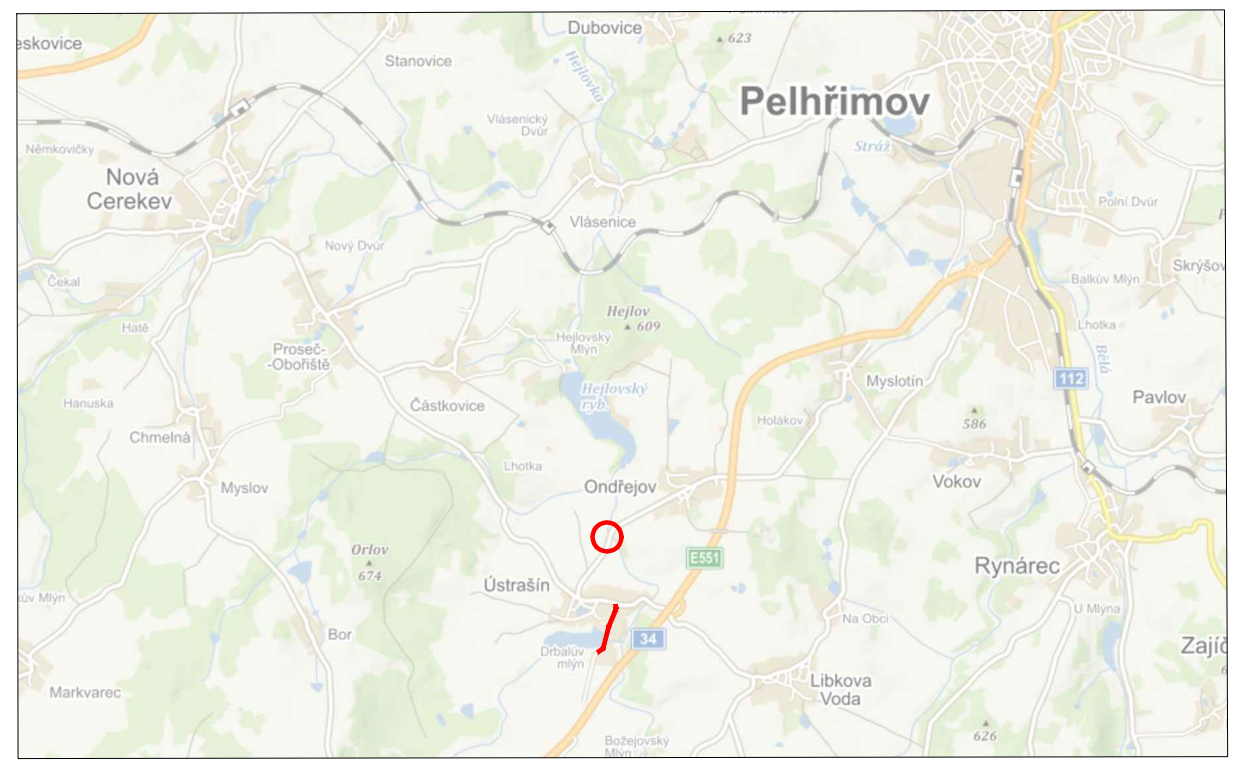 Dubovice
623
Stanovice
Hejlovka
Pelhřimov
Vlásenický
Dvůr
Stráž
Němkovičky
Nová
Cerekev
Polní Dvůr
Vlásenice
Nový Dvůr
Skrýšov
Čekal
Balkův Mlýn
Hejlov
609
Hatě
Lhotka
Hejlovský
Mlýn
Bělá
Proseč-
-Obořiště
112
Myslotín
Hejlovský
ryb.
Pavlov
Hanuska
Částkovice
Holákov
586
Chmelná
Lhotka
Myslov
Ondřejov
Vokov
Orlov
674
E551
Rynárec
Ústrašín
U Mlýna
Na Obci
Bor
34
Drbalův
mlýn
Libkova
Voda
Markvarec
626
Božejovský
Mlýn